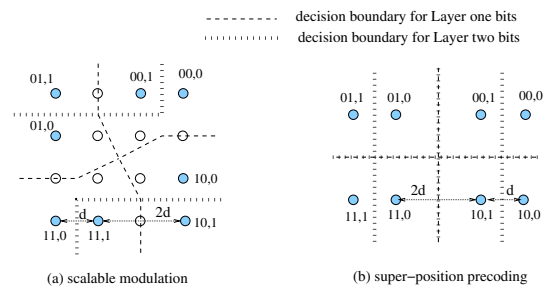 decision boundary for Layer one bits
decision boundary for Layer two bits
01,1
00,1
00,0
01,0
10,0
d
2d
11,0
11,1
10,1
(a) scalable modulation
01,1
01,0
00,1
00,0
2d
d
11,1
11,0
10,1
10,0
(b) super−position precoding